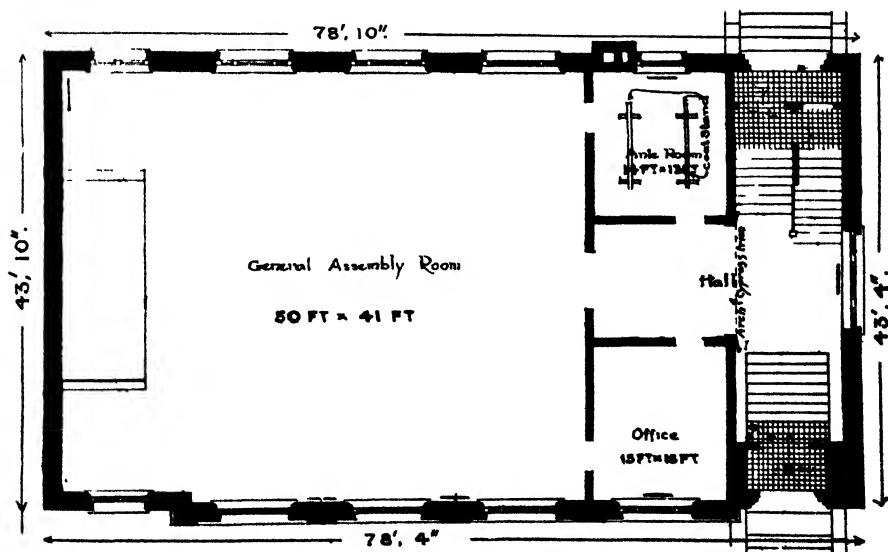 78', 10".
43', 10".
General Assembly Room
50 FT × 41 FT
Ante Room
Coat Stand
Hall
Office
15 FT × 15 FT
43', 4".
78', 4"